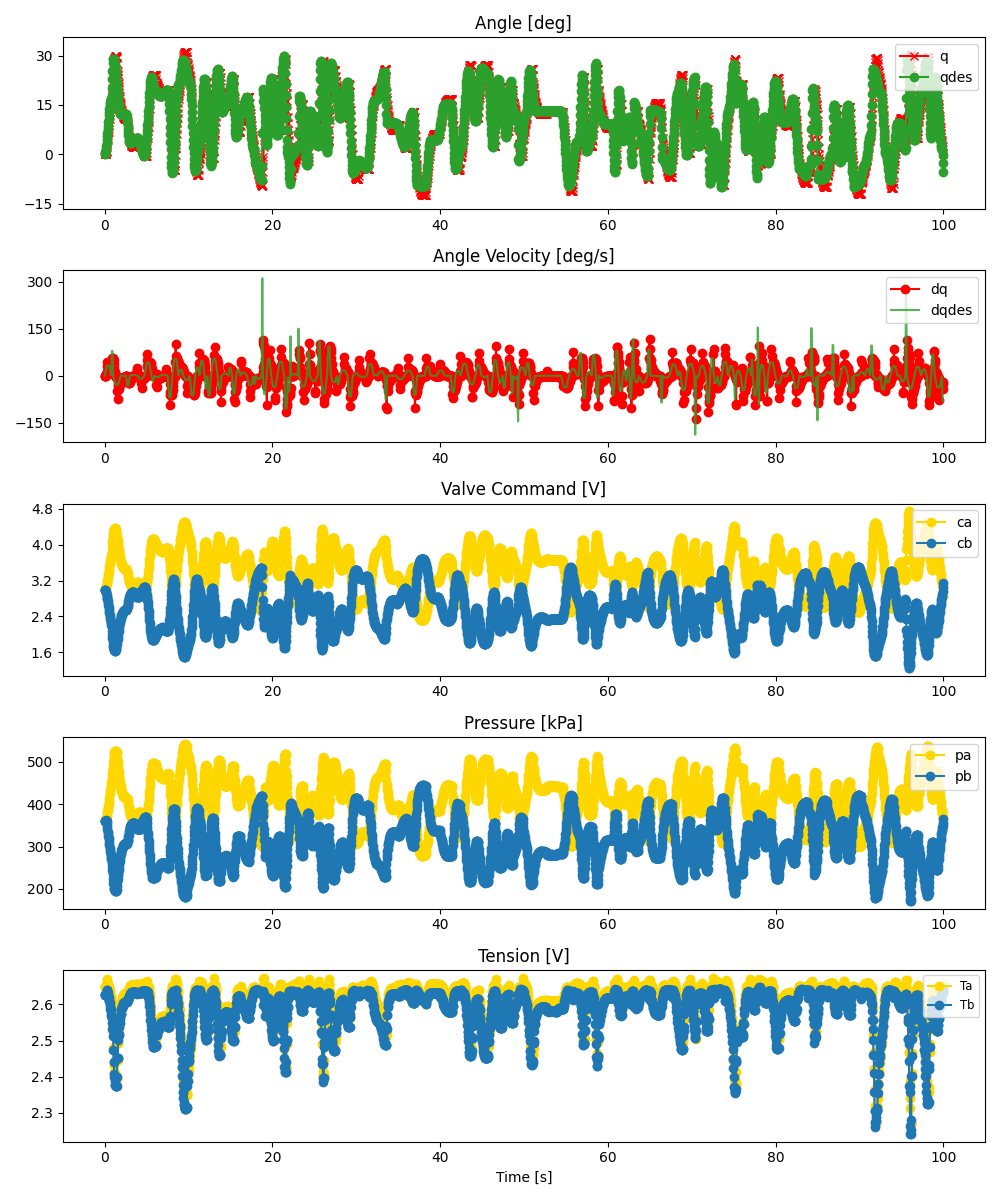 Angle [deg]
30
15
0
−15
q
qdes
0 20 40 60 80 100
Angle Velocity [deg/s]
300
150
0
−150
dq
dqdes
0 20 40 60 80 100
Valve Command [V]
4.8
4.0
3.2
2.4
1.6
ca
cb
0 20 40 60 80 100
Pressure [kPa]
500
400
300
200
pa
pb
0 20 40 60 80 100
Tension [V]
2.6
2.5
2.4
2.3
Ta
Tb
0 20 40 60 80 100
Time [s]